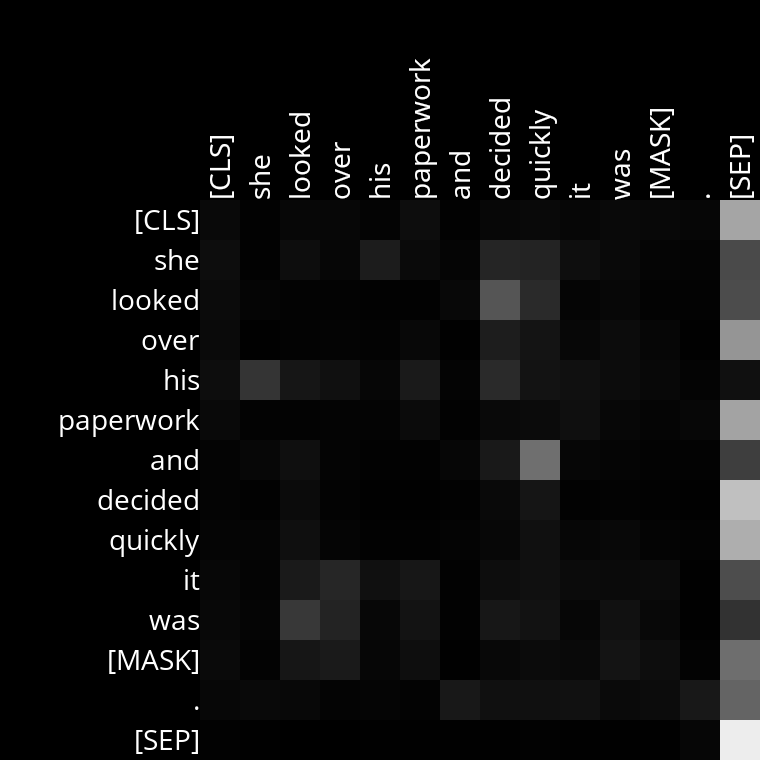 [CLS]
she
looked
over
his
paperwork
and
decided
quickly
it
was
[MASK]
.
[SEP]
[CLS]
she
looked
over
his
paperwork
and
decided
quickly
it
was
[MASK]
.
[SEP]